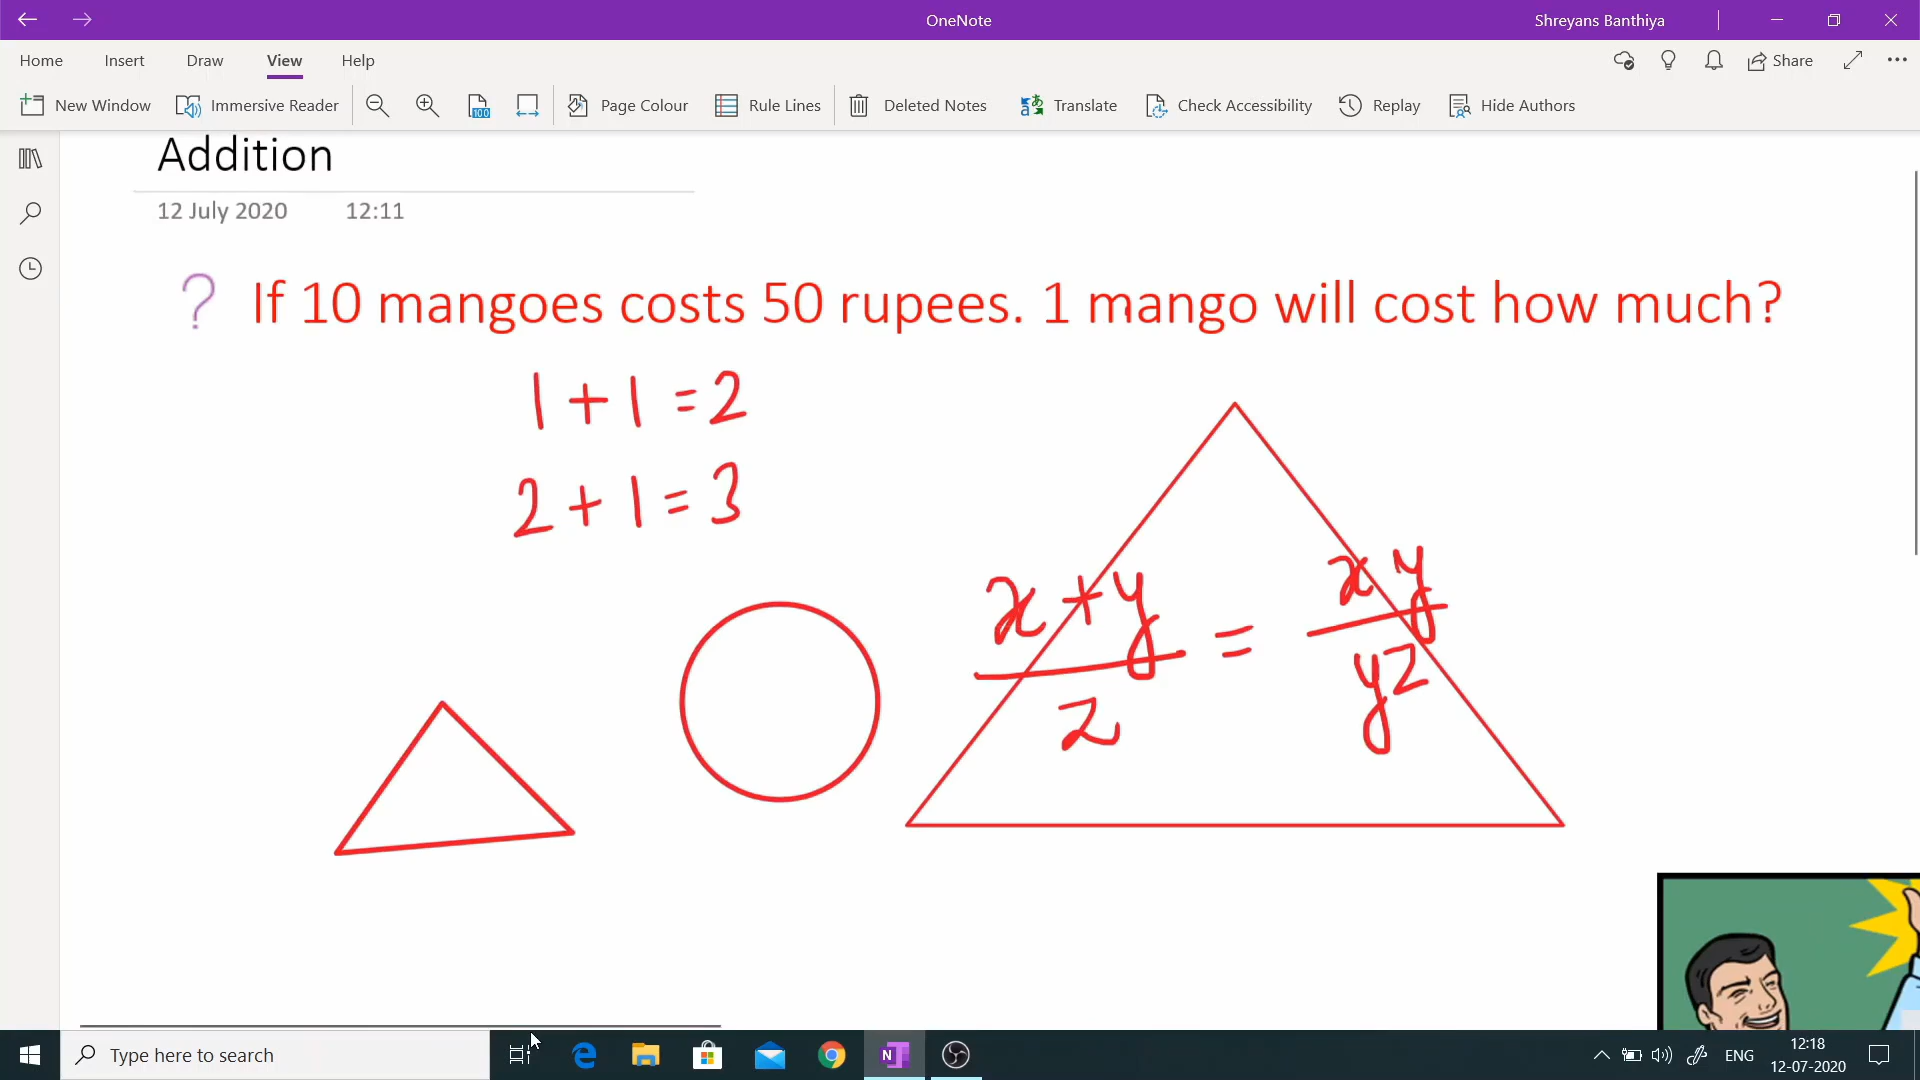 OneNote
Shreyans Banthiya
Home Insert Draw View Help
Share
New Window Immersive Reader 100 Page Colour Rule Lines Deleted Notes Translate Check Accessibility Replay Hide Authors
Addition
12 July 2020 12:11
? If 10 mangoes costs 50 rupees. 1 mango will cost how much?
1 + 1 = 2
2 + 1 = 3
x + y = xy
z yz
Type here to search
N
ENG
12:18
12-07-2020